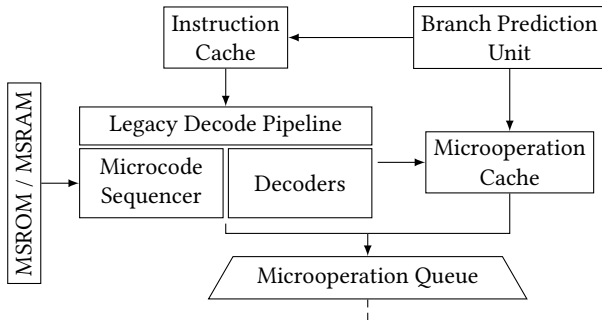 Instruction
Cache
Branch Prediction
Unit
MSROM / MSRAM
Legacy Decode Pipeline
Microcode
Sequencer
Decoders
Microoperation
Cache
Microoperation Queue